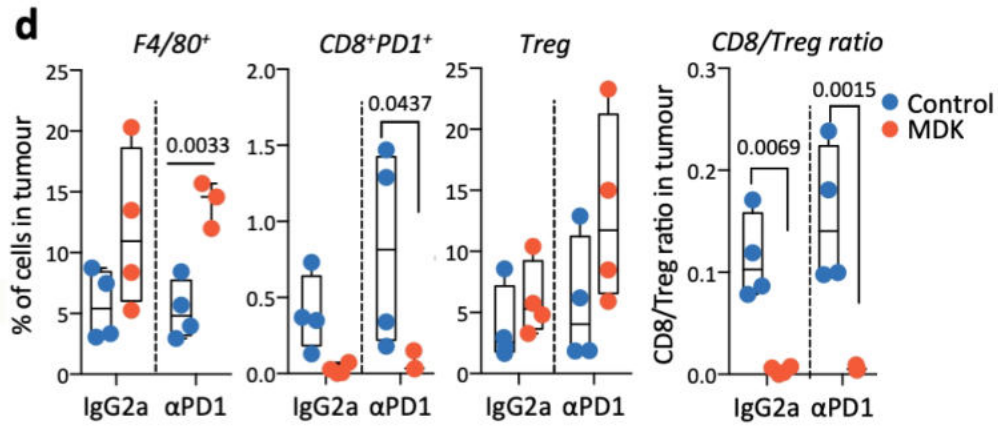 d
F4/80⁺
CD8⁺PD1⁺
Treg
CD8/Treg ratio
% of cells in tumour
25
20
15
10
5
0
0.0033
IgG2a
αPD1
2.0
1.5
1.0
0.5
0.0
0.0437
IgG2a
αPD1
25
20
15
10
5
0
IgG2a
αPD1
CD8/Treg ratio in tumour
0.3
0.2
0.1
0.0
0.0069
0.0015
IgG2a
αPD1
Control
MDK